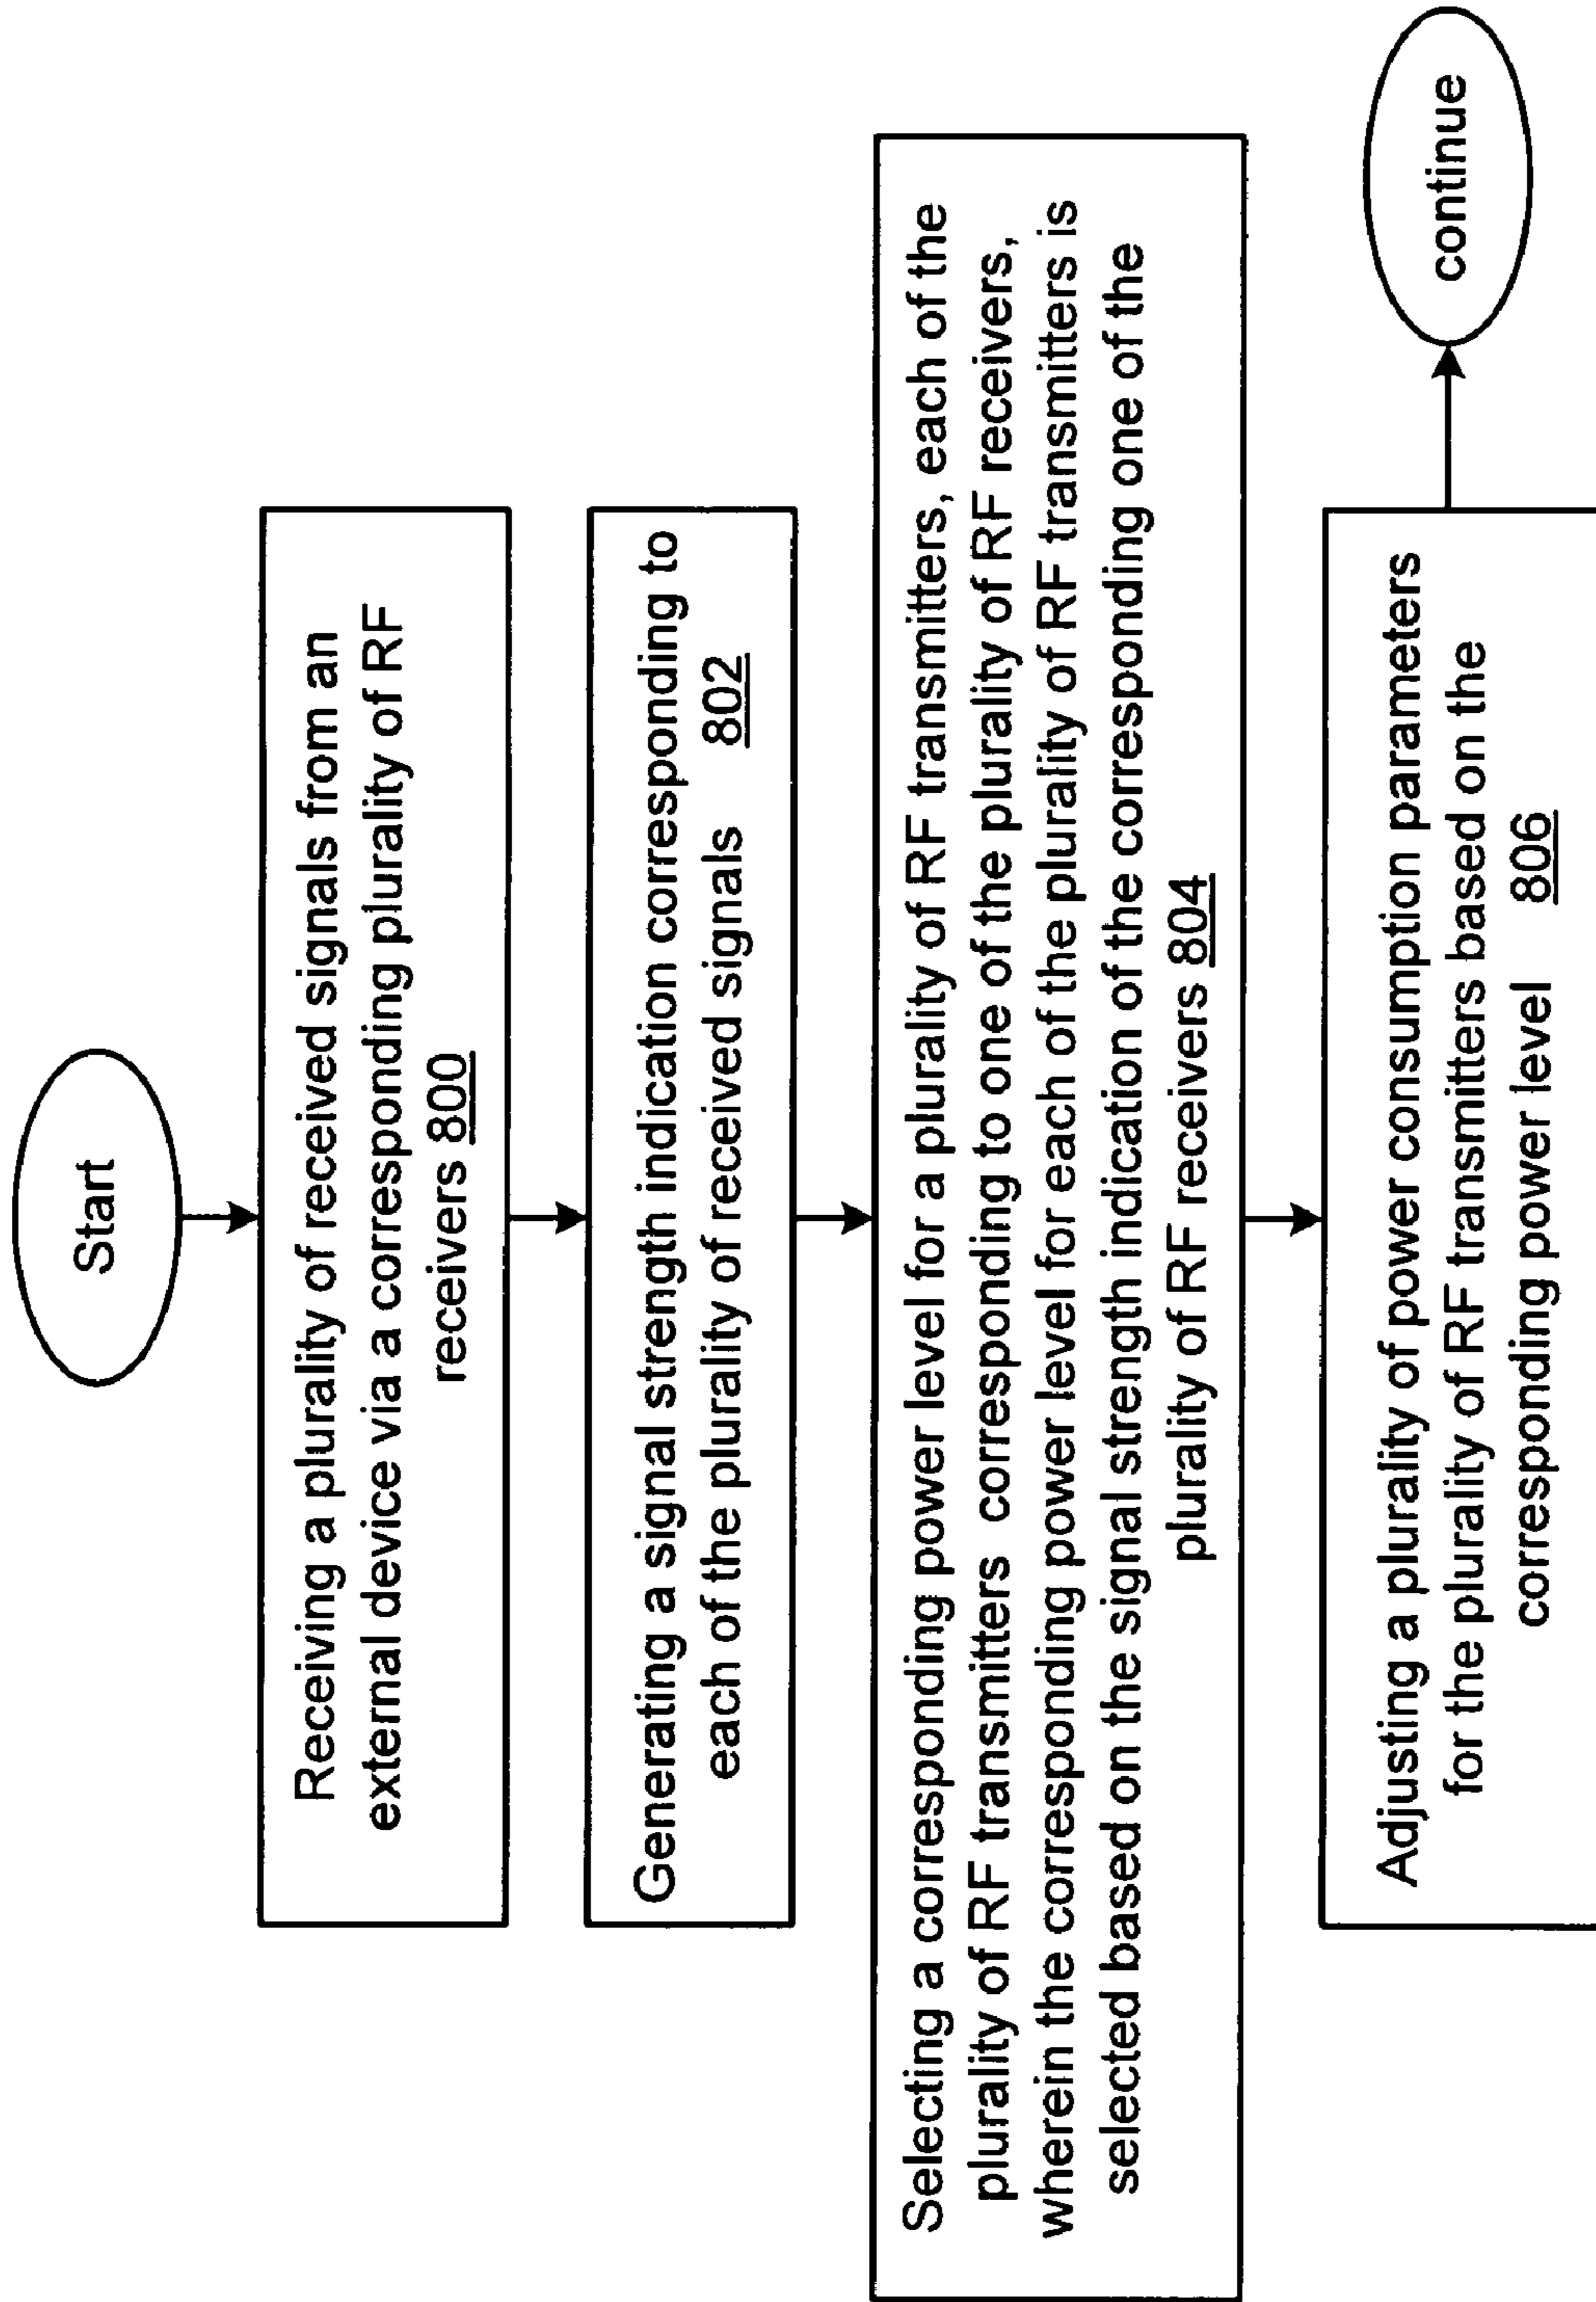 Start
Receiving a plurality of received signals from an
external device via a corresponding plurality of RF
receivers 800
Generating a signal strength indication corresponding to
each of the plurality of received signals 802
Selecting a corresponding power level for a plurality of RF transmitters, each of the
plurality of RF transmitters corresponding to one of the plurality of RF receivers,
wherein the corresponding power level for each of the plurality of RF transmitters is
selected based on the signal strength indication of the corresponding one of the
plurality of RF receivers 804
Adjusting a plurality of power consumption parameters
for the plurality of RF transmitters based on the
corresponding power level 806
continue